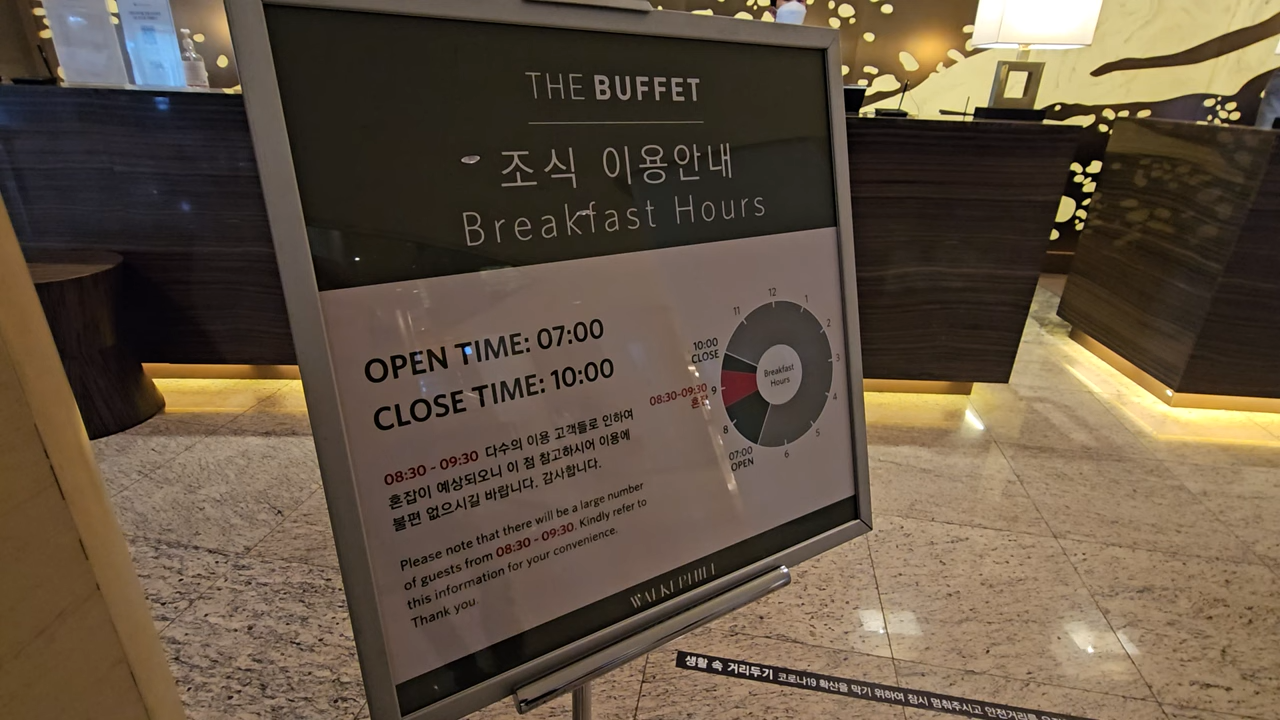 THE BUFFET
조식 이용안내
Breakfast Hours
OPEN TIME: 07:00
CLOSE TIME: 10:00
08:30 - 09:30 다수의 이용 고객들로 인하여
혼잡이 예상되오니 이 점 참고하시어 이용에
불편 없으시길 바랍니다. 감사합니다.
Please note that there will be a large number
of guests from 08:30 - 09:30. Kindly refer to
this information for your convenience.
Thank you.
12
1
2
3
4
5
6
07:00
OPEN
8
08:30-09:30
혼잡
9
10:00
CLOSE
11
Breakfast
Hours
WALKERHILL
생활 속 거리두기 코로나19 확산을 막기 위하여 잠시 멈춰주시고 안전거리를